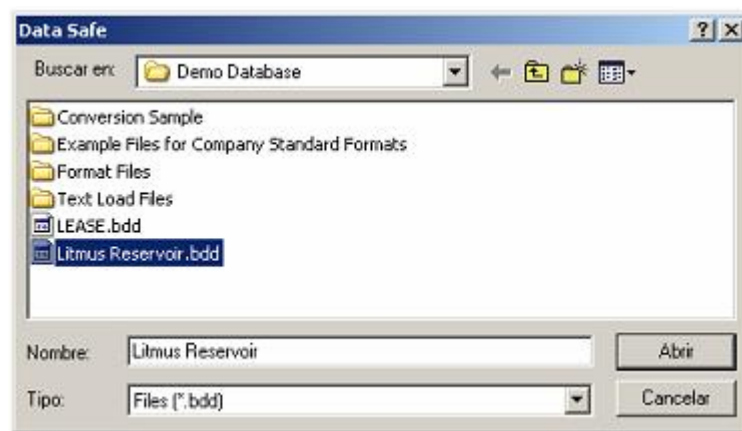 Data Safe
Buscar en: Demo Database
Conversion Sample
Example Files for Company Standard Formats
Format Files
Text Load Files
LEASE.bdd
Litmus Reservoir.bdd
Nombre: Litmus Reservoir Abrir
Tipo: Files (*.bdd) Cancelar